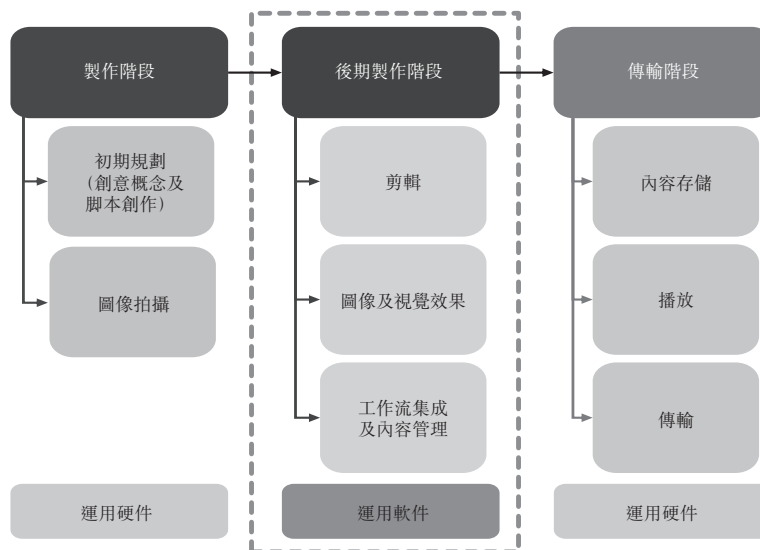 製作階段
初期規劃
(創意概念及
脚本創作)
圖像拍攝
運用硬件
後期製作階段
剪輯
圖像及視覺效果
工作流集成
及內容管理
運用軟件
傳輸階段
內容存儲
播放
傳輸
運用硬件